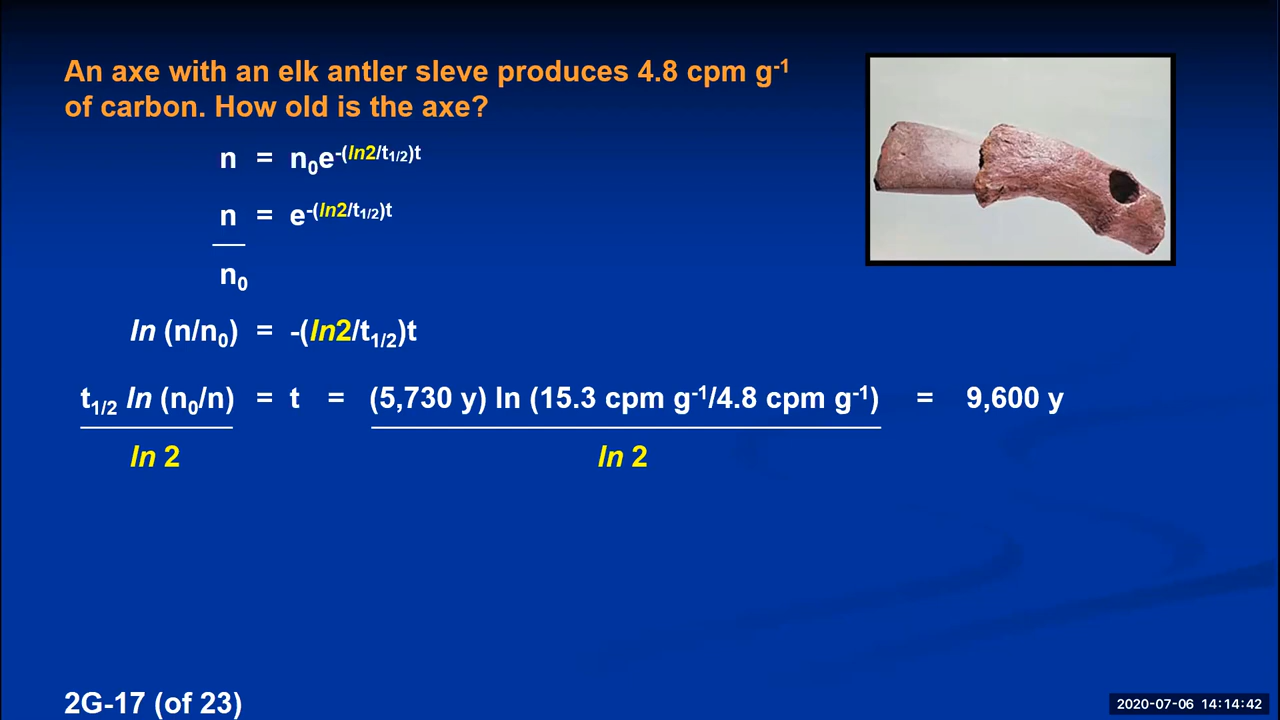 An axe with an elk antler sleve produces 4.8 cpm g⁻¹
of carbon. How old is the axe?
n = n₀e^-(ln2/t₁/₂)t
n = e^-(ln2/t₁/₂)t
n₀
ln (n/n₀) = -(ln2/t₁/₂)t
t₁/₂ ln (n₀/n) = t = (5,730 y) ln (15.3 cpm g⁻¹/4.8 cpm g⁻¹) = 9,600 y
ln 2 ln 2
2G-17 (of 23)
2020-07-06 14:14:42